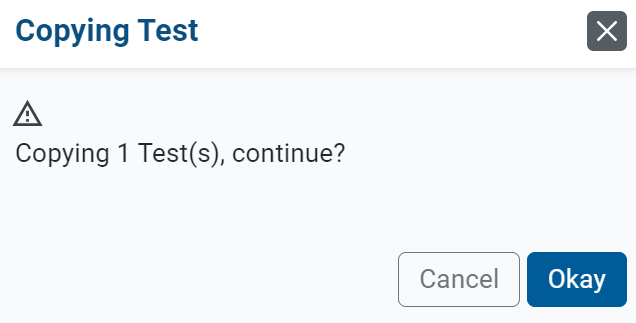 Copying Test
Copying 1 Test(s), continue?
Cancel
Okay